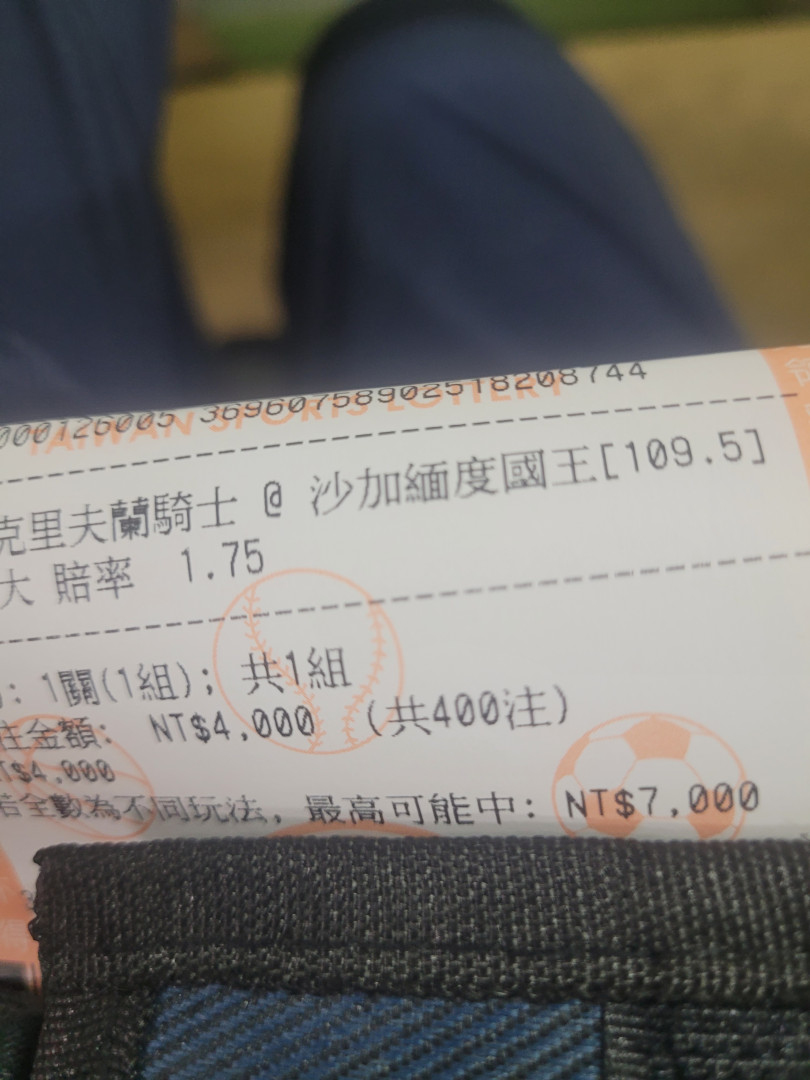 000126005 36960758902518208744
TAIWAN SPORTS LOTTERY
克里夫蘭騎士 @ 沙加緬度國王[109.5]
大 賠率 1.75
: 1關(1組); 共1組
注金額: NT$4,000 (共400注)
T$4,000
若全數為不同玩法, 最高可能中: NT$7,000